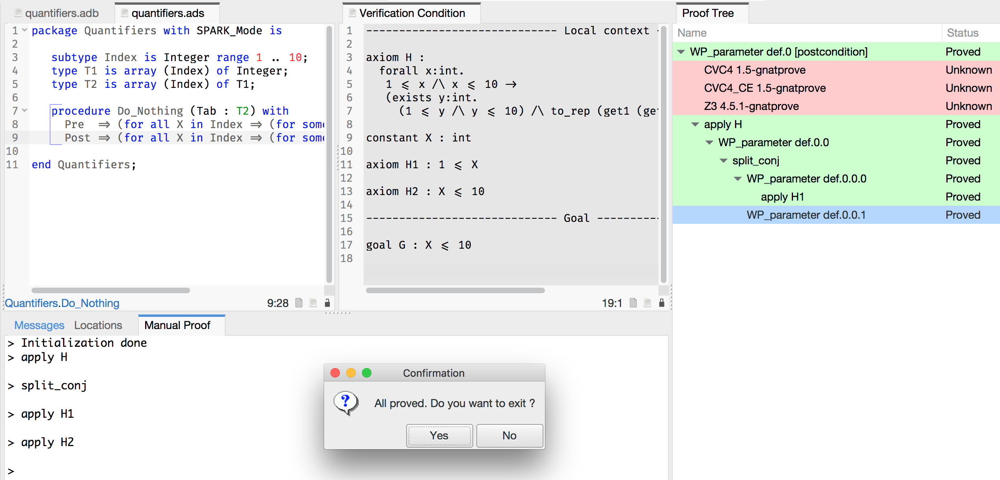 quantifiers.adb
quantifiers.ads
1 package Quantifiers with SPARK_Mode is
2
3 subtype Index is Integer range 1 .. 10;
4 type T1 is array (Index) of Integer;
5 type T2 is array (Index) of T1;
6
7 procedure Do_Nothing (Tab : T2) with
8 Pre ⇒ (for all X in Index ⇒ (for some
9 Post ⇒ (for all X in Index ⇒ (for some
10
11 end Quantifiers;
Quantifiers.Do_Nothing 9:28
Verification Condition
1 ----------------------------- Local context -
2
3 axiom H :
4 forall x:int.
5 1 ⩽ x /\ x ⩽ 10 →
6 (exists y:int.
7 (1 ⩽ y /\ y ⩽ 10) /\ to_rep (get1 (get
8
9 constant X : int
10
11 axiom H1 : 1 ⩽ X
12
13 axiom H2 : X ⩽ 10
14
15 ----------------------------- Goal ----------
16
17 goal G : X ⩽ 10
18
19:1
Proof Tree
Name Status
WP_parameter def.0 [postcondition] Proved
CVC4 1.5-gnatprove Unknown
CVC4_CE 1.5-gnatprove Unknown
Z3 4.5.1-gnatprove Unknown
apply H Proved
WP_parameter def.0.0 Proved
split_conj Proved
WP_parameter def.0.0.0 Proved
apply H1 Proved
WP_parameter def.0.0.1 Proved
Messages Locations Manual Proof
> Initialization done
> apply H
> split_conj
> apply H1
> apply H2
>
Confirmation
?
All proved. Do you want to exit ?
Yes No